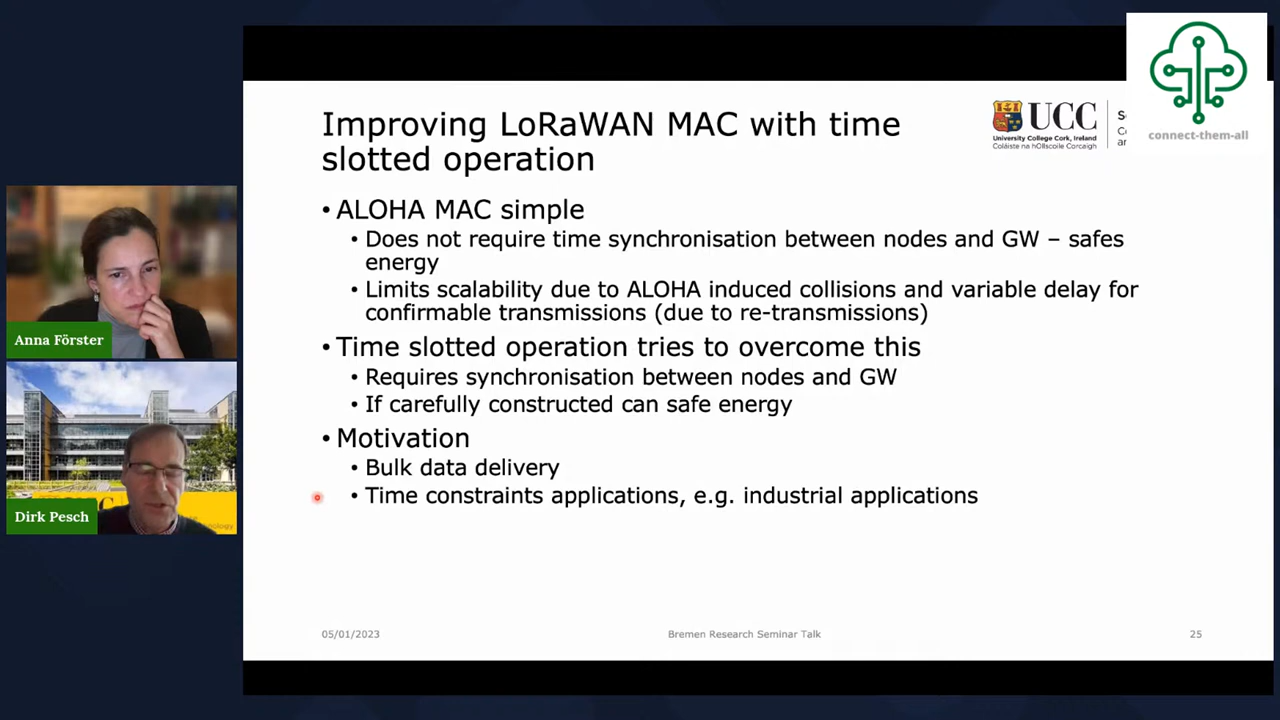 Improving LoRaWAN MAC with time
slotted operation
UCC
University College Cork, Ireland
Coláiste na hOllscoile Corcaigh
connect-them-all
• ALOHA MAC simple
• Does not require time synchronisation between nodes and GW – safes
energy
• Limits scalability due to ALOHA induced collisions and variable delay for
confirmable transmissions (due to re-transmissions)
• Time slotted operation tries to overcome this
• Requires synchronisation between nodes and GW
• If carefully constructed can safe energy
• Motivation
• Bulk data delivery
• Time constraints applications, e.g. industrial applications
Anna Förster
Dirk Pesch
05/01/2023
Bremen Research Seminar Talk
25